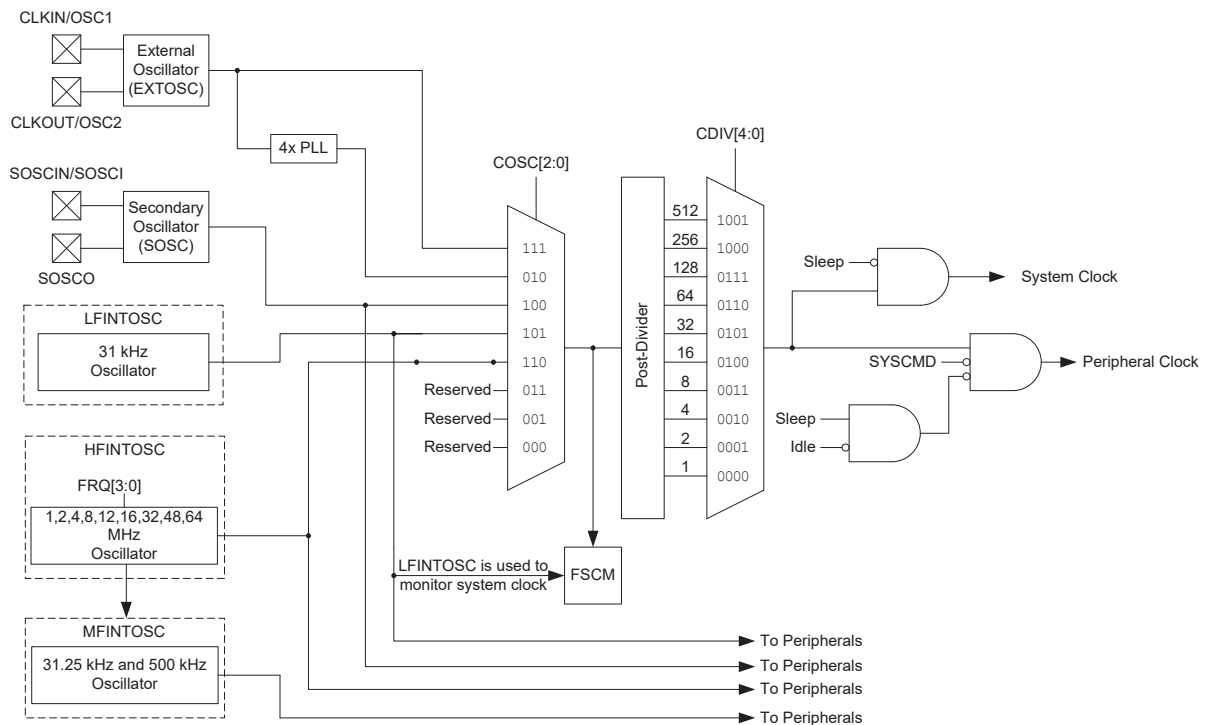 CLKIN/OSC1
External
Oscillator
(EXTOSC)
CLKOUT/OSC2
4x PLL
SOSCIN/SOSCI
Secondary
Oscillator
(SOSC)
SOSCO
LFINTOSC
31 kHz
Oscillator
HFINTOSC
FRQ[3:0]
1,2,4,8,12,16,32,48,64
MHz
Oscillator
MFINTOSC
31.25 kHz and 500 kHz
Oscillator
COSC[2:0]
111
010
100
101
110
Reserved 011
Reserved 001
Reserved 000
LFINTOSC is used to
monitor system clock
FSCM
Post-Divider
CDIV[4:0]
512 1001
256 1000
128 0111
64 0110
32 0101
16 0100
8 0011
4 0010
2 0001
1 0000
Sleep
System Clock
SYSCMD
Peripheral Clock
Sleep
Idle
To Peripherals
To Peripherals
To Peripherals
To Peripherals